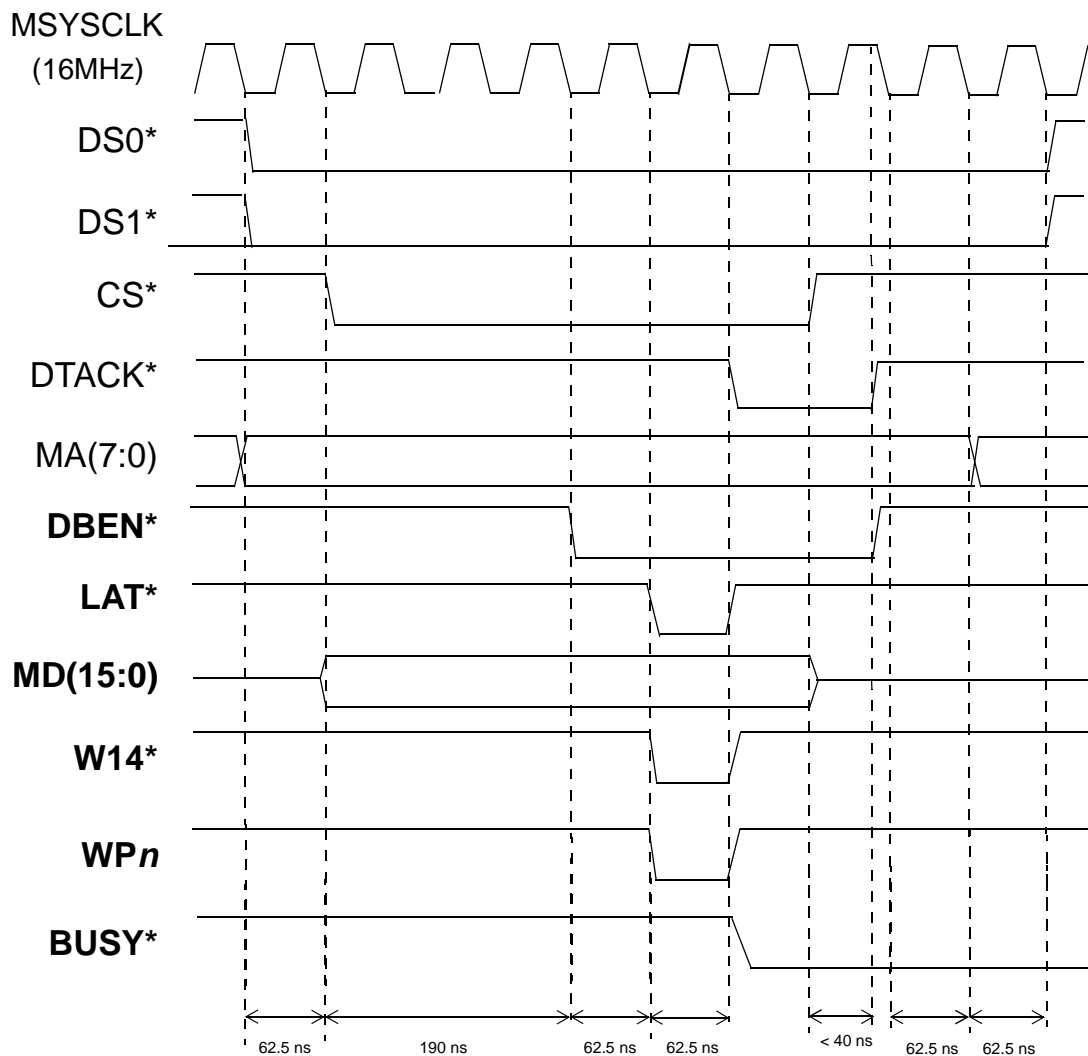 MSYSCLK
(16MHz)
DS0*
DS1*
CS*
DTACK*
MA(7:0)
DBEN*
LAT*
MD(15:0)
W14*
WPn
BUSY*
62.5 ns 190 ns 62.5 ns 62.5 ns < 40 ns 62.5 ns 62.5 ns